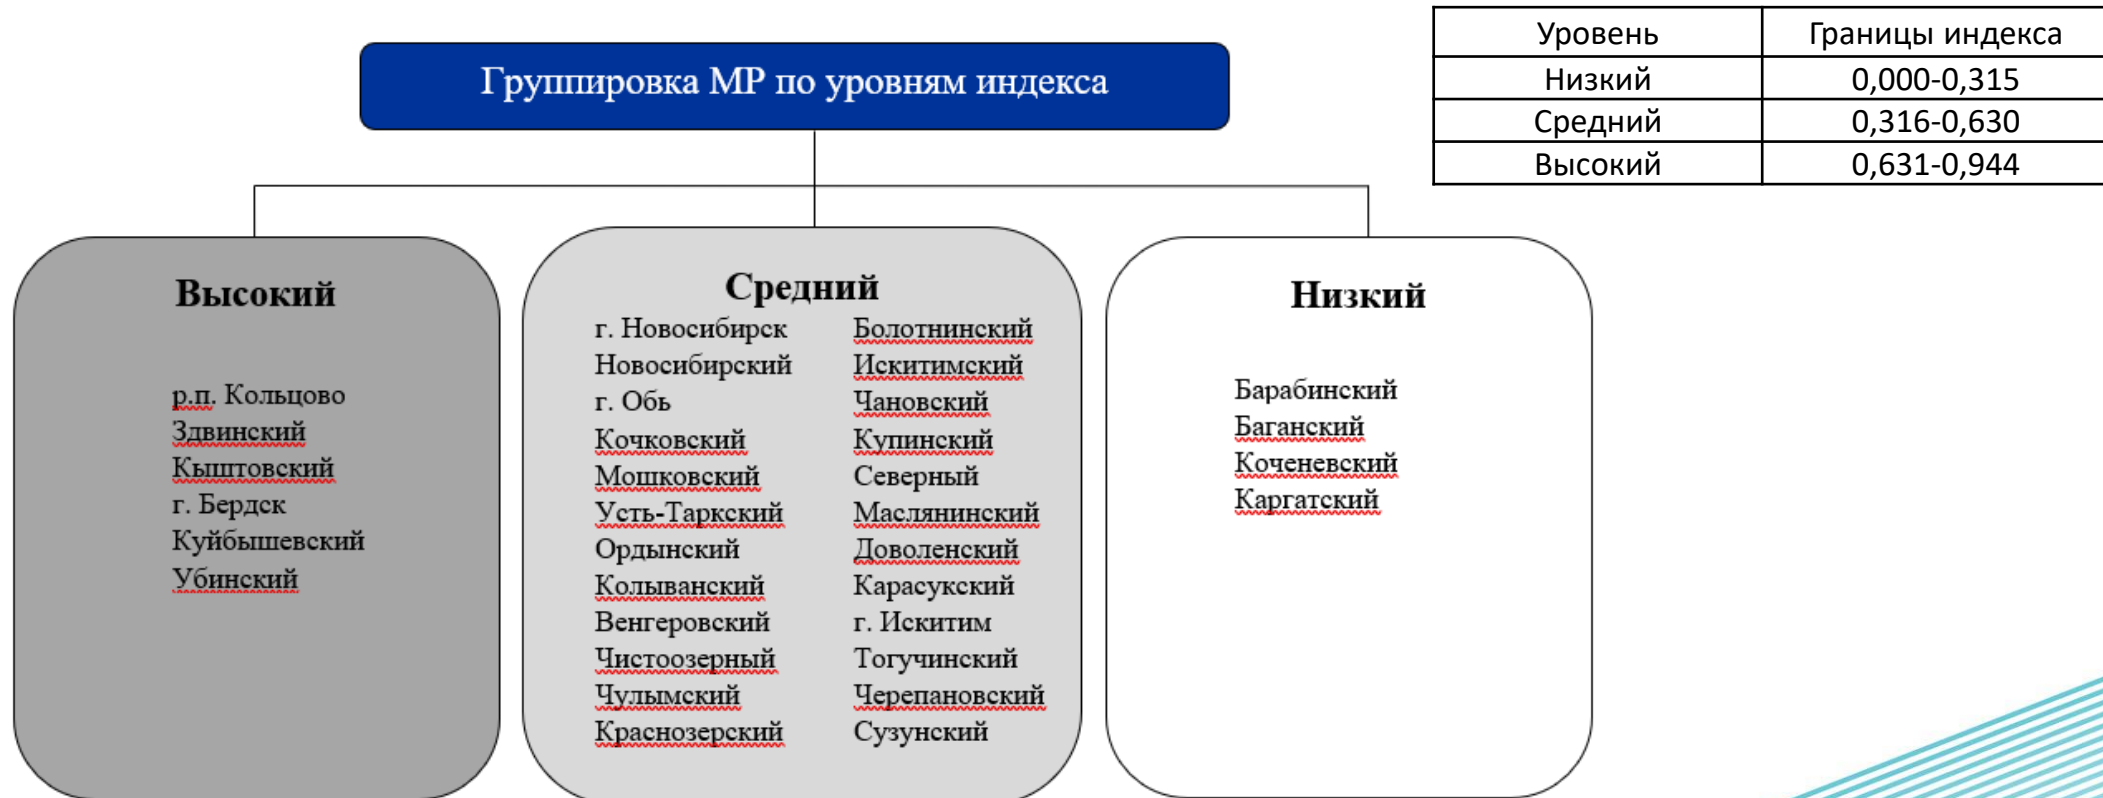 Группировка МР по уровням индекса
Уровень Границы индекса
Низкий 0,000-0,315
Средний 0,316-0,630
Высокий 0,631-0,944
Высокий
р.п. Кольцово
Здвинский
Кыштовский
г. Бердск
Куйбышевский
Убинский
Средний
г. Новосибирск
Новосибирский
г. Обь
Кочковский
Мошковский
Усть-Таркский
Ордынский
Колыванский
Венгеровский
Чистоозерный
Чулымский
Краснозерский
Болотнинский
Искитимский
Чановский
Купинский
Северный
Маслянинский
Доволенский
Карасукский
г. Искитим
Тогучинский
Черепановский
Сузунский
Низкий
Барабинский
Баганский
Коченевский
Каргатский